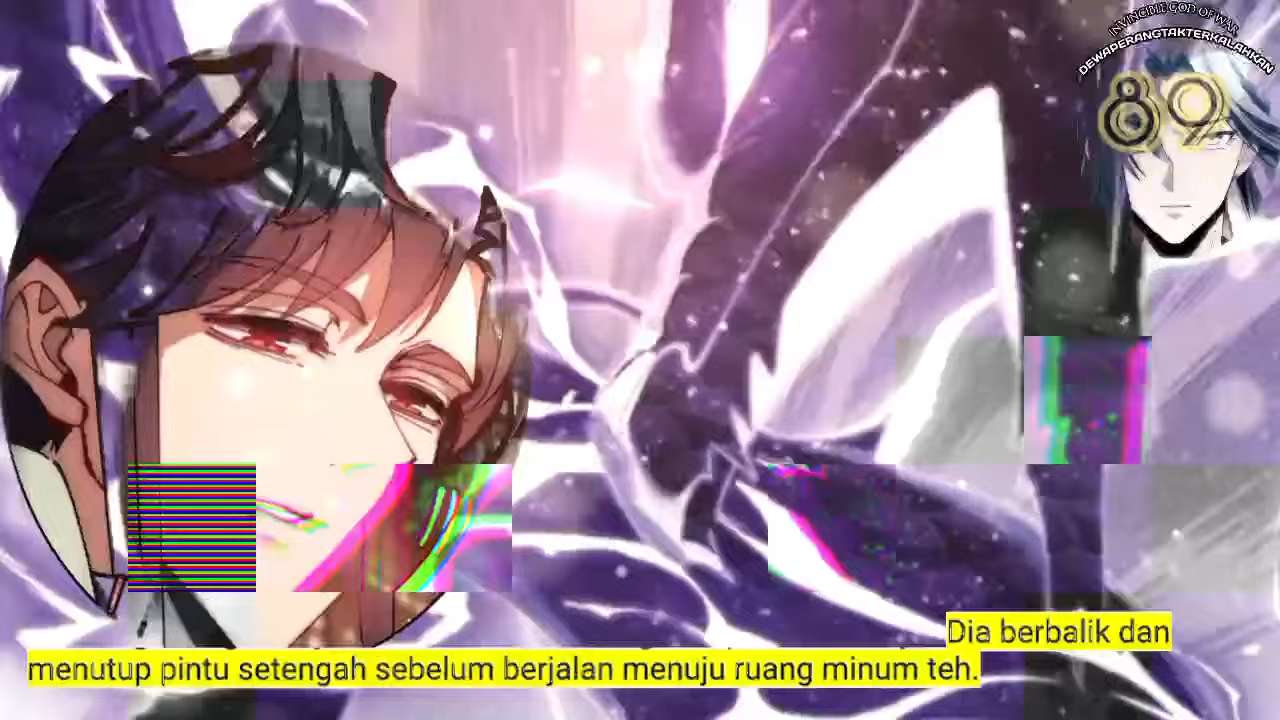 INVINCIBLE GOD OF WAR
DEWAPERANGTAKTERKALAHKAN
89
Dia berbalik dan
menutup pintu setengah sebelum berjalan menuju ruang minum teh.